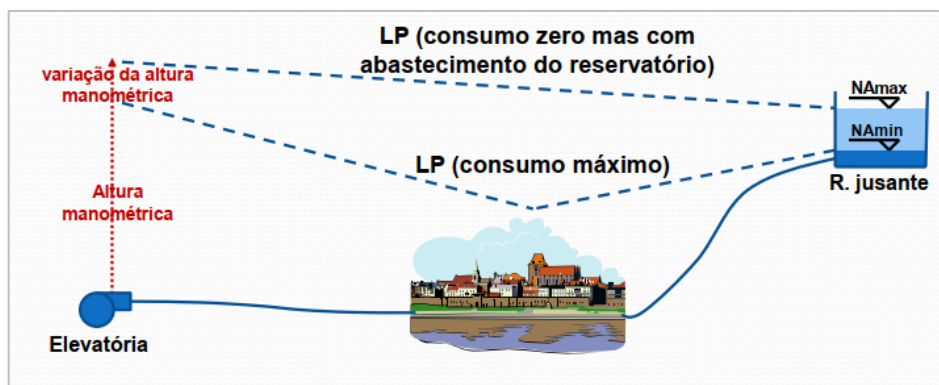 LP (consumo zero mas com
abastecimento do reservatório)
variação da altura
manométrica
NAmax
NAmin
LP (consumo máximo)
R. jusante
Altura
manométrica
Elevatória